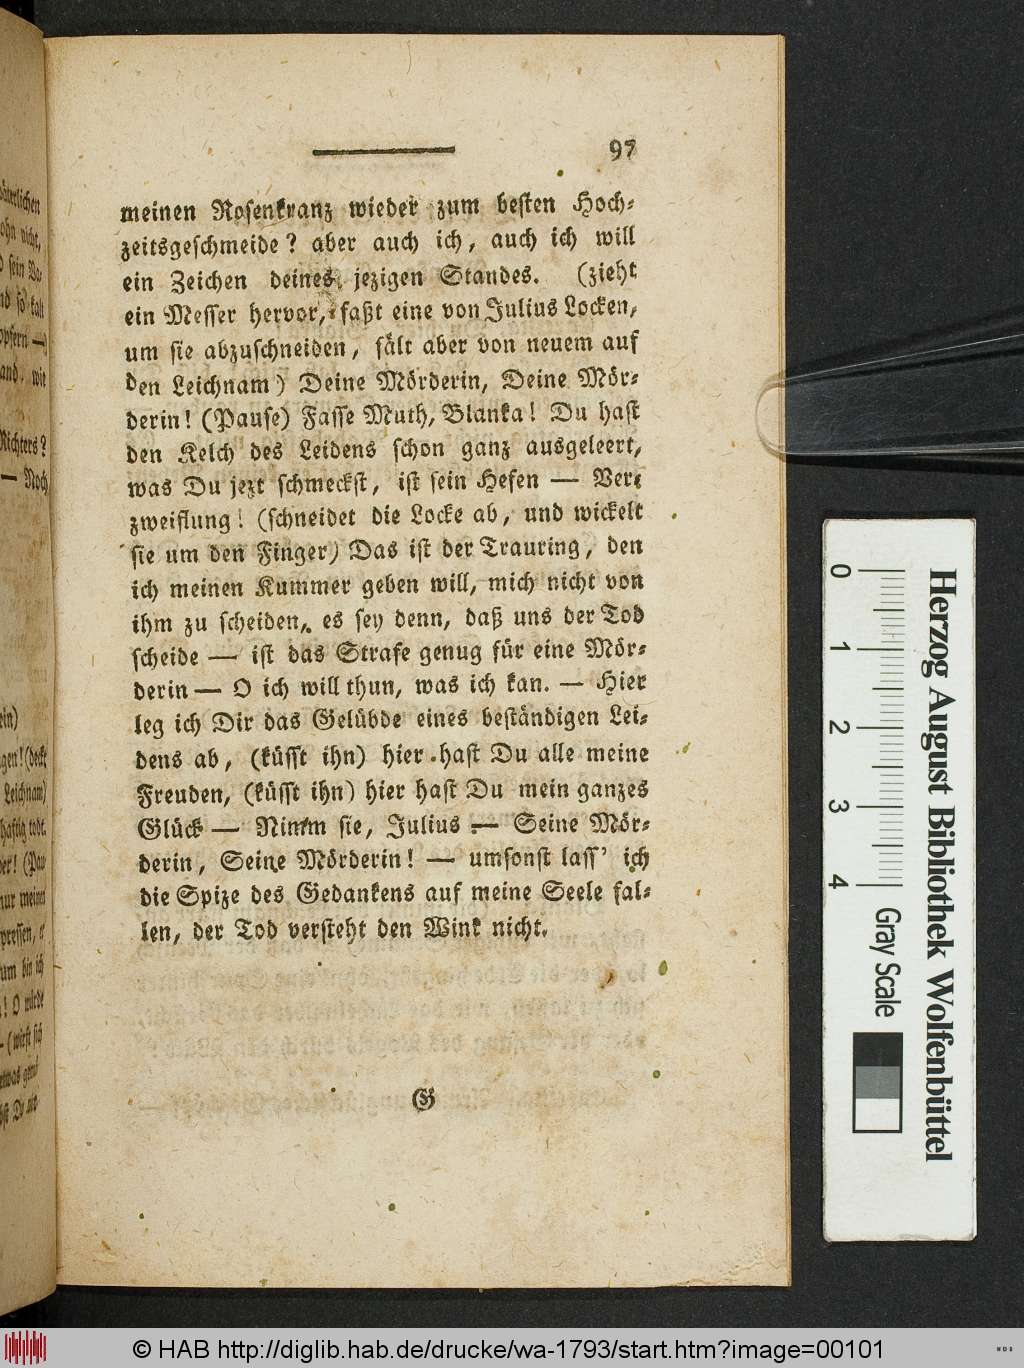 97
meinen Rosenkranz wieder zum besten Hoch-
zeitsgeschmeide? aber auch ich, auch ich will
ein Zeichen deines jezigen Standes. (zieht
ein Messer hervor, faßt eine von Julius Locken,
um sie abzuschneiden, fält aber von neuem auf
den Leichnam) Deine Mörderin, Deine Mör-
derin! (Pause) Fasse Muth, Blanka! Du hast
den Kelch des Leidens schon ganz ausgeleert,
was Du jezt schmeckst, ist sein Hefen — Ver-
zweiflung! (schneidet die Locke ab, und wickelt
sie um den Finger) Das ist der Trauring, den
ich meinen Kummer geben will, mich nicht von
ihm zu scheiden, es sey denn, daß uns der Tod
scheide — ist das Strafe genug für eine Mör-
derin — O ich will thun, was ich kan. — Hier
leg ich Dir das Gelübde eines beständigen Lei-
dens ab, (küsst ihn) hier hast Du alle meine
Freuden, (küsst ihn) hier hast Du mein ganzes
Glück — Nimm sie, Julius — Seine Mör-
derin, Seine Mörderin! — umsonst lass' ich
die Spize des Gedankens auf meine Seele fal-
len, der Tod versteht den Wink nicht.
G
väterlichen
Richters?
— Noch
Leichnam)
Herzog August Bibliothek Wolfenbüttel
0 1 2 3 4 Gray Scale
© HAB http://diglib.hab.de/drucke/wa-1793/start.htm?image=00101